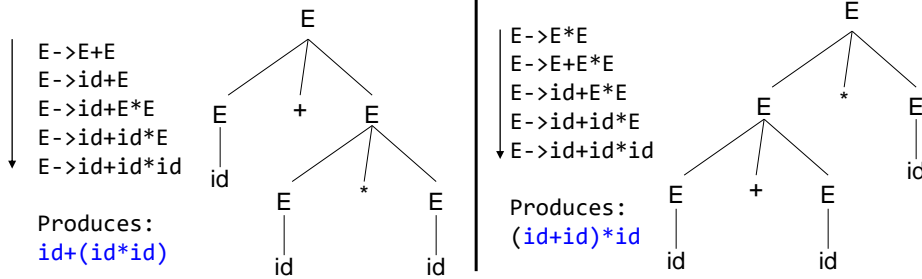 E->E+E
E->id+E
E->id+E*E
E->id+id*E
E->id+id*id
Produces:
id+(id*id)
E
E + E
id
E * E
id id
E->E*E
E->E+E*E
E->id+E*E
E->id+id*E
E->id+id*id
Produces:
(id+id)*id
E
E * E
id
E + E
id id